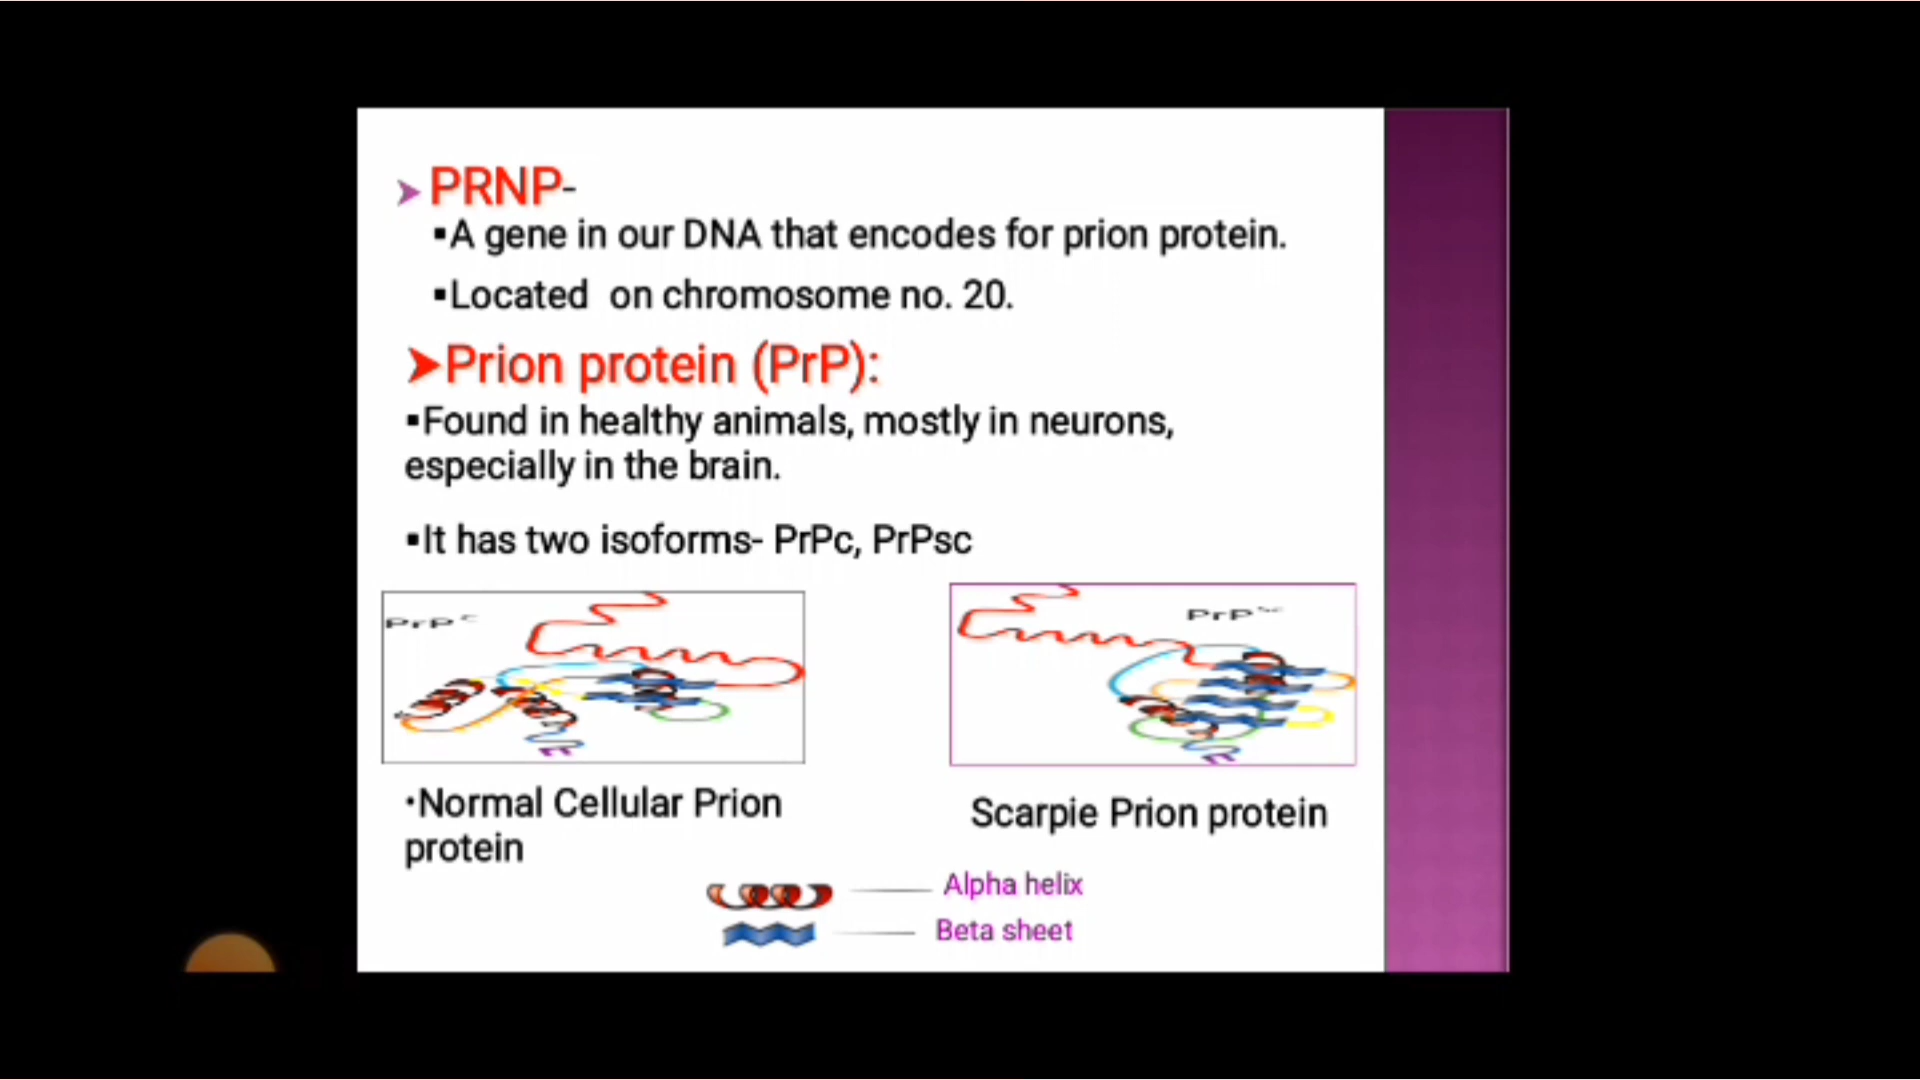 ➤ PRNP-
▪A gene in our DNA that encodes for prion protein.
▪Located on chromosome no. 20.
➤Prion protein (PrP):
▪Found in healthy animals, mostly in neurons,
especially in the brain.
▪It has two isoforms- PrPc, PrPsc
PrP c
PrP
•Normal Cellular Prion
protein
Scarpie Prion protein
Alpha helix
Beta sheet